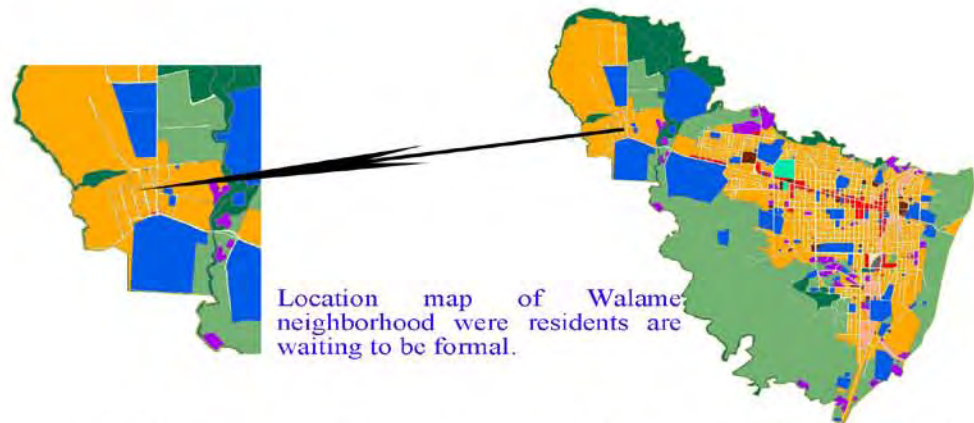 Location map of Walame
neighborhood were residents are
waiting to be formal.